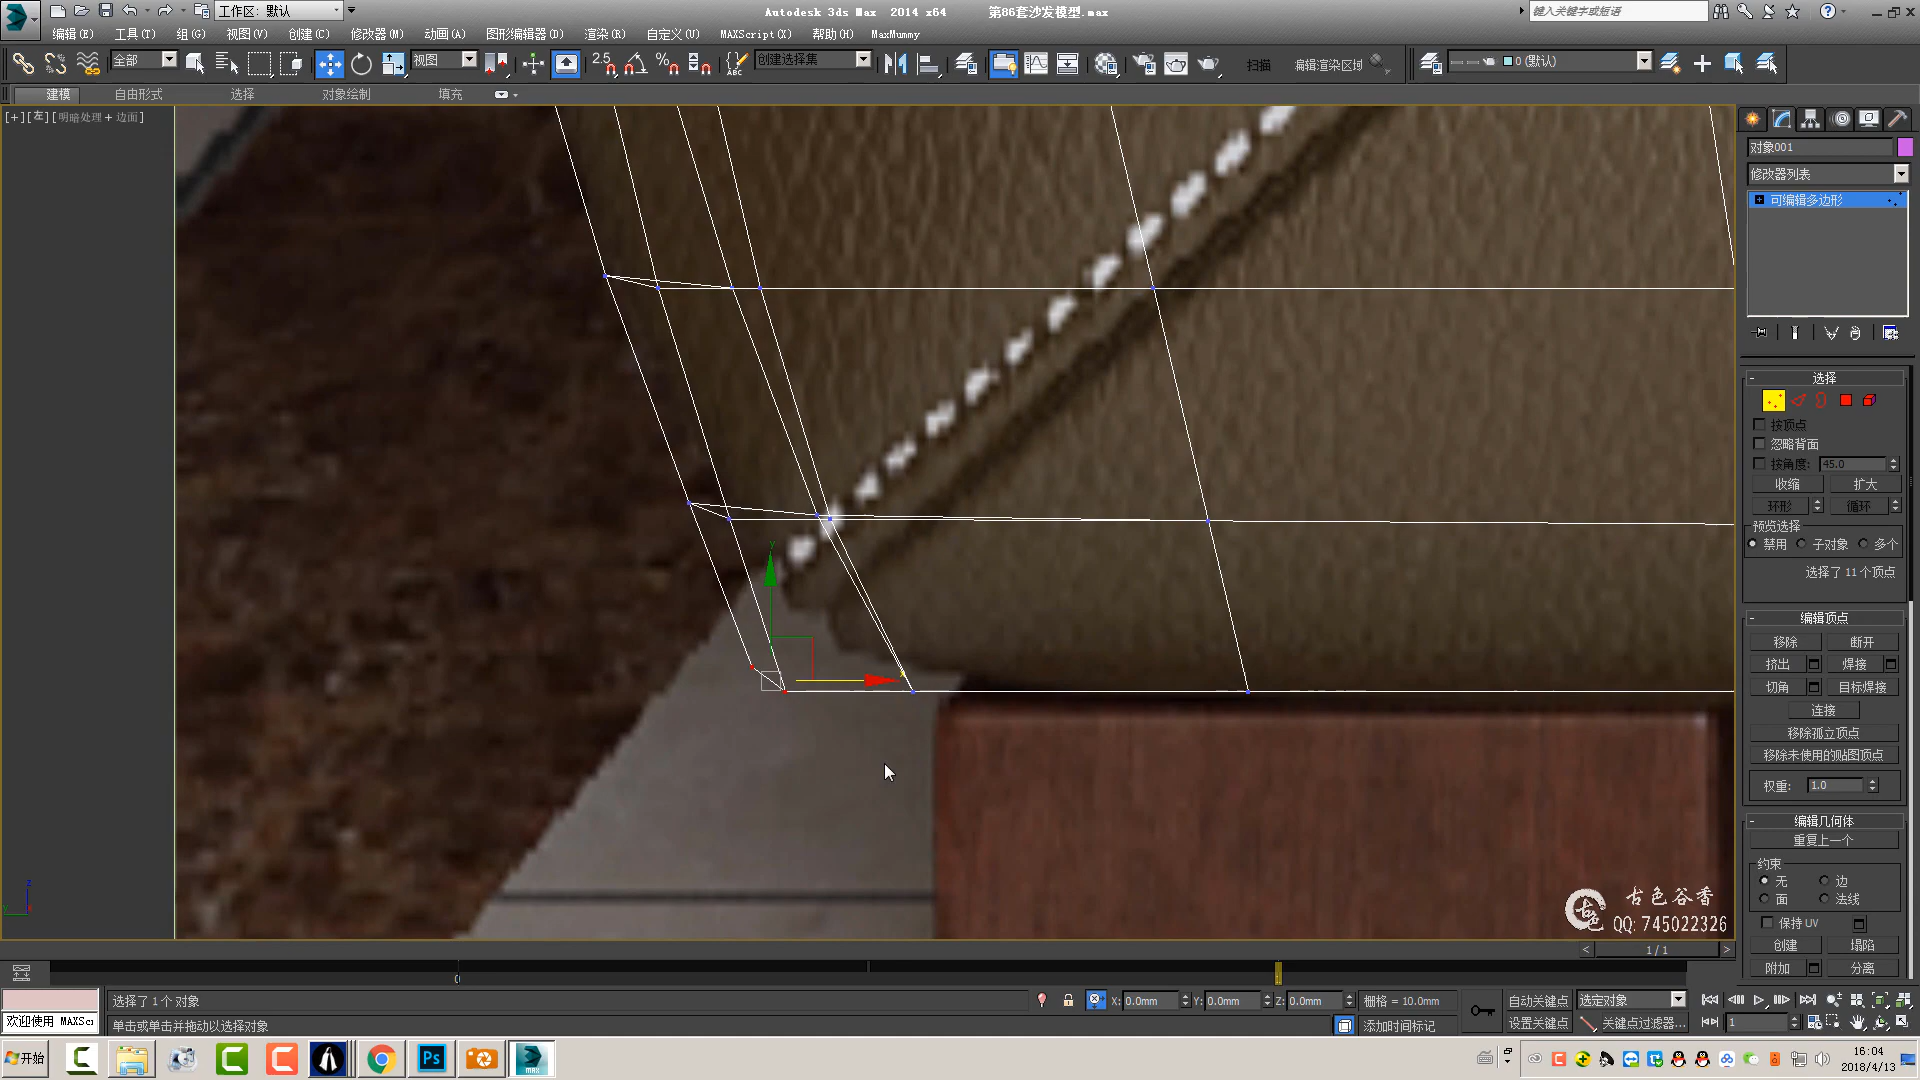 工作区: 默认
Autodesk 3ds Max 2014 x64 第86套沙发模型.max
键入关键字或短语
编辑(E) 工具(T) 组(G) 视图(V) 创建(C) 修改器(M) 动画(A) 图形编辑器(D) 渲染(R) 自定义(U) MAXScript(X) 帮助(H) MaxMummy
全部 视图 2.5 创建选择集 扫描 编辑渲染区域 0 (默认)
建模 自由形式 选择 对象绘制 填充
[+][左][明暗处理 + 边面]
对象001
修改器列表
可编辑多边形
选择
按顶点
忽略背面
按角度: 45.0
收缩 扩大
环形 循环
预览选择
禁用 子对象 多个
选择了 11 个顶点
编辑顶点
移除 断开
挤出 焊接
切角 目标焊接
连接
移除孤立顶点
移除未使用的贴图顶点
权重: 1.0
编辑几何体
重复上一个
约束
无 边
面 法线
保持 UV
创建 塌陷
附加 分离
古色谷香
QQ: 745022326
1 / 1
选择了 1 个 对象 X: 0.0mm Y: 0.0mm Z: 0.0mm 栅格 = 10.0mm 自动关键点 选定对象
欢迎使用 MAXSc 单击或单击并拖动以选择对象 添加时间标记 设置关键点 关键点过滤器... 1
开始
Ps
MAX
16:04
2018/4/13